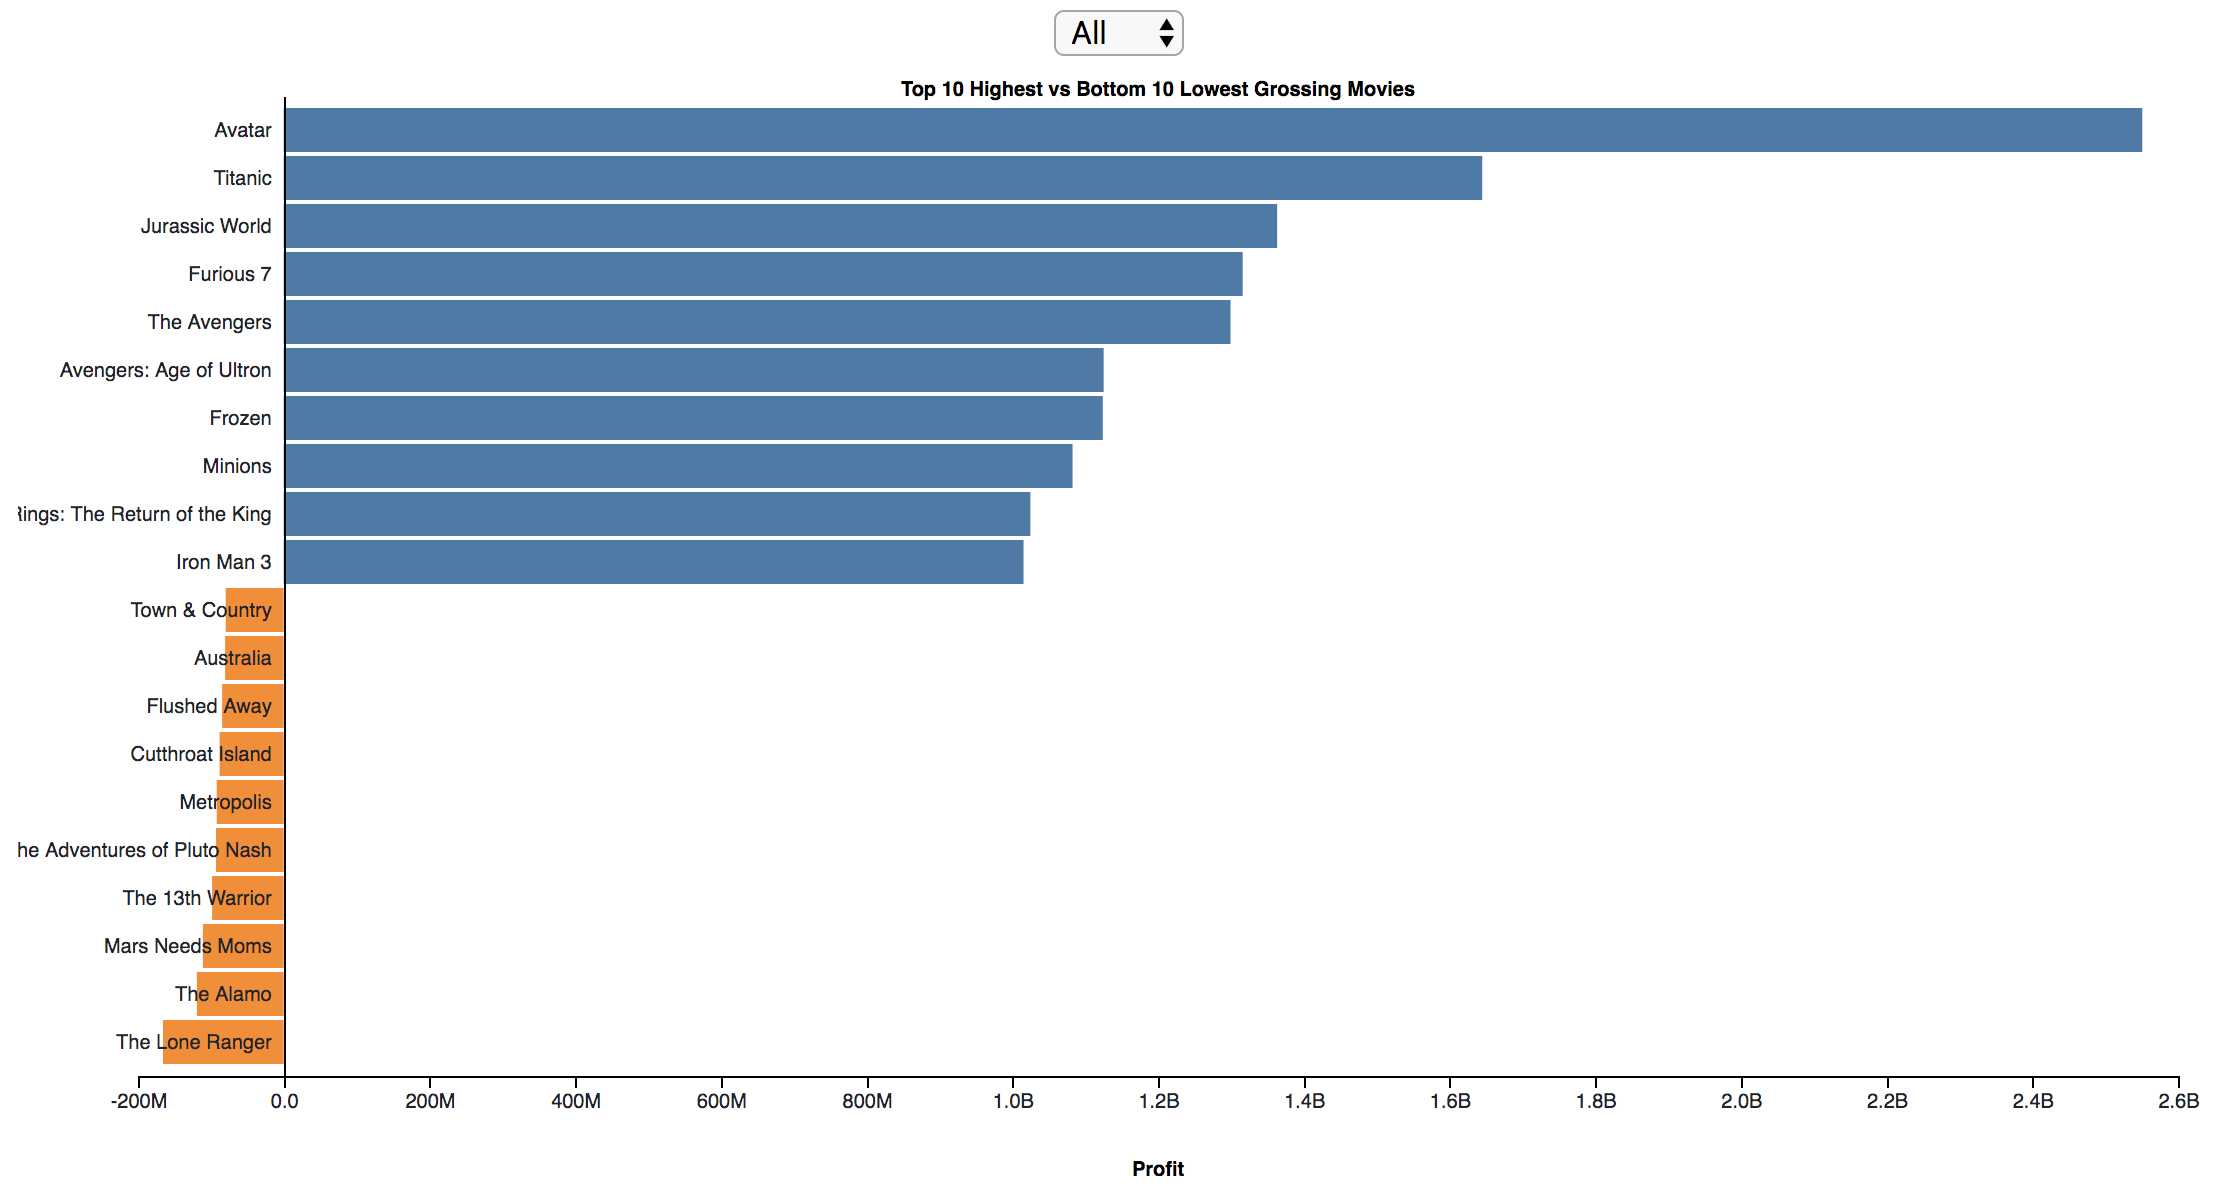 All
Top 10 Highest vs Bottom 10 Lowest Grossing Movies
Avatar
Titanic
Jurassic World
Furious 7
The Avengers
Avengers: Age of Ultron
Frozen
Minions
Rings: The Return of the King
Iron Man 3
Town & Country
Australia
Flushed Away
Cutthroat Island
Metropolis
he Adventures of Pluto Nash
The 13th Warrior
Mars Needs Moms
The Alamo
The Lone Ranger
-200M 0.0 200M 400M 600M 800M 1.0B 1.2B 1.4B 1.6B 1.8B 2.0B 2.2B 2.4B 2.6B
Profit